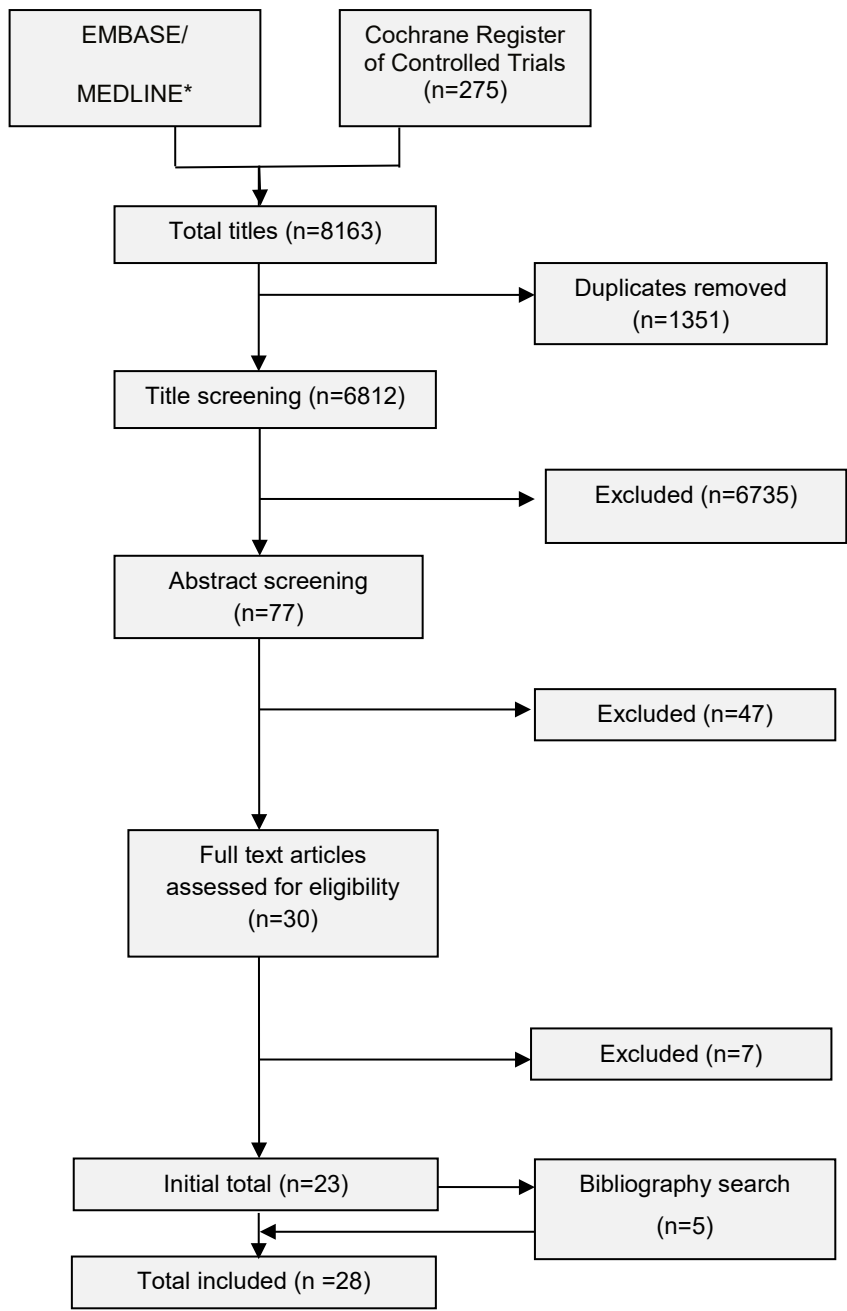 EMBASE/
MEDLINE*
Cochrane Register
of Controlled Trials
(n=275)
Total titles (n=8163)
Duplicates removed
(n=1351)
Title screening (n=6812)
Excluded (n=6735)
Abstract screening
(n=77)
Excluded (n=47)
Full text articles
assessed for eligibility
(n=30)
Excluded (n=7)
Initial total (n=23)
Bibliography search
(n=5)
Total included (n =28)